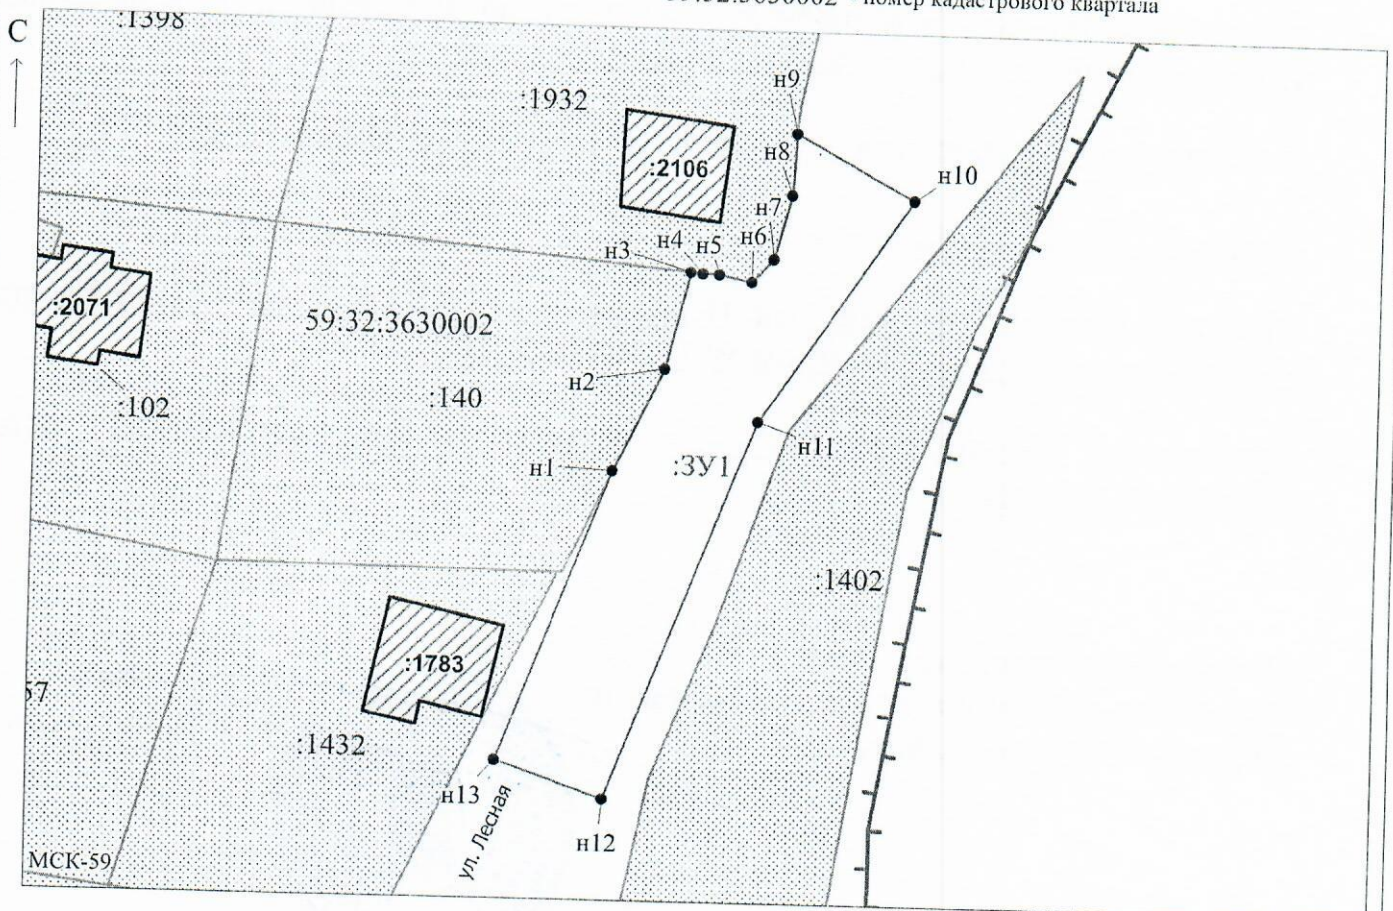 номер кадастрового квартала
:1398
С
н9
:1932
н8
:2106
н10
н7
н6
н4
н5
н3
:2071
59:32:3630002
н2
:102
:140
н11
н1
:ЗУ1
:1402
:1783
57
:1432
н13
ул. Лесная
н12
МСК-59